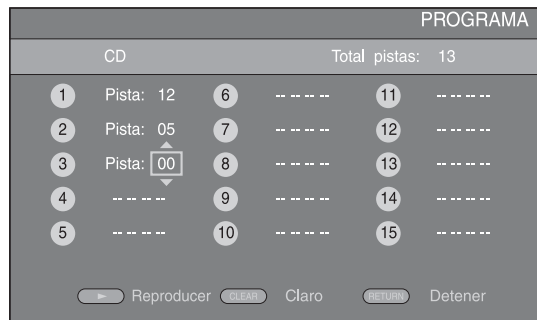 PROGRAMA
CD Total pistas: 13
1 Pista: 12 6 -- -- -- -- 11 -- -- -- --
2 Pista: 05 7 -- -- -- -- 12 -- -- -- --
3 Pista: 00 8 -- -- -- -- 13 -- -- -- --
4 -- -- -- -- 9 -- -- -- -- 14 -- -- -- --
5 -- -- -- -- 10 -- -- -- -- 15 -- -- -- --
Reproducer CLEAR Claro RETURN Detener